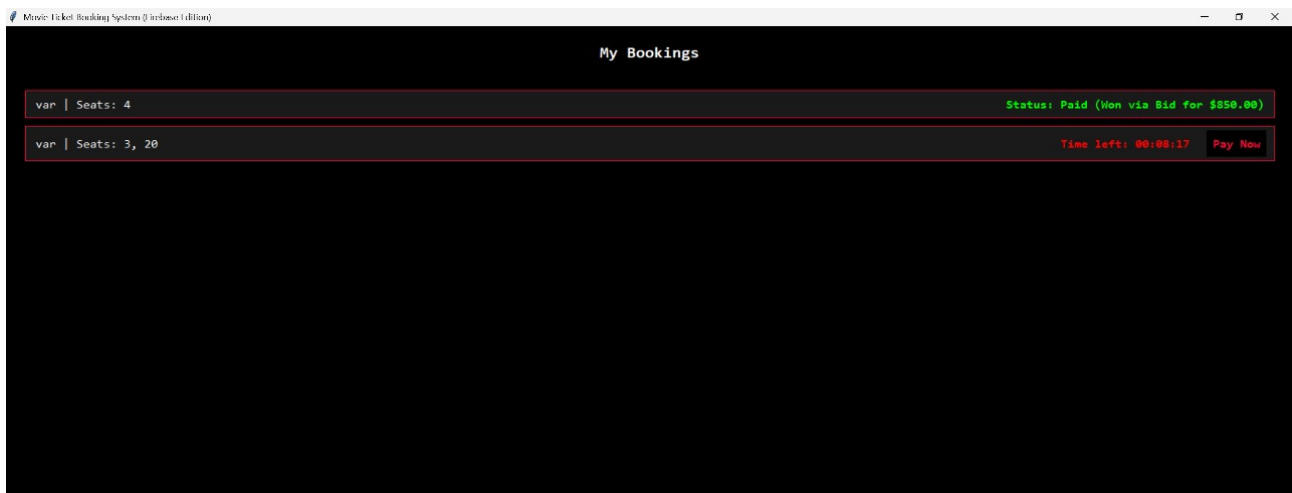 Movie Ticket Booking System (Firebase Edition)
My Bookings
var | Seats: 4 Status: Paid (Won via Bid for $850.00)
var | Seats: 3, 20 Time left: 00:08:17 Pay Now